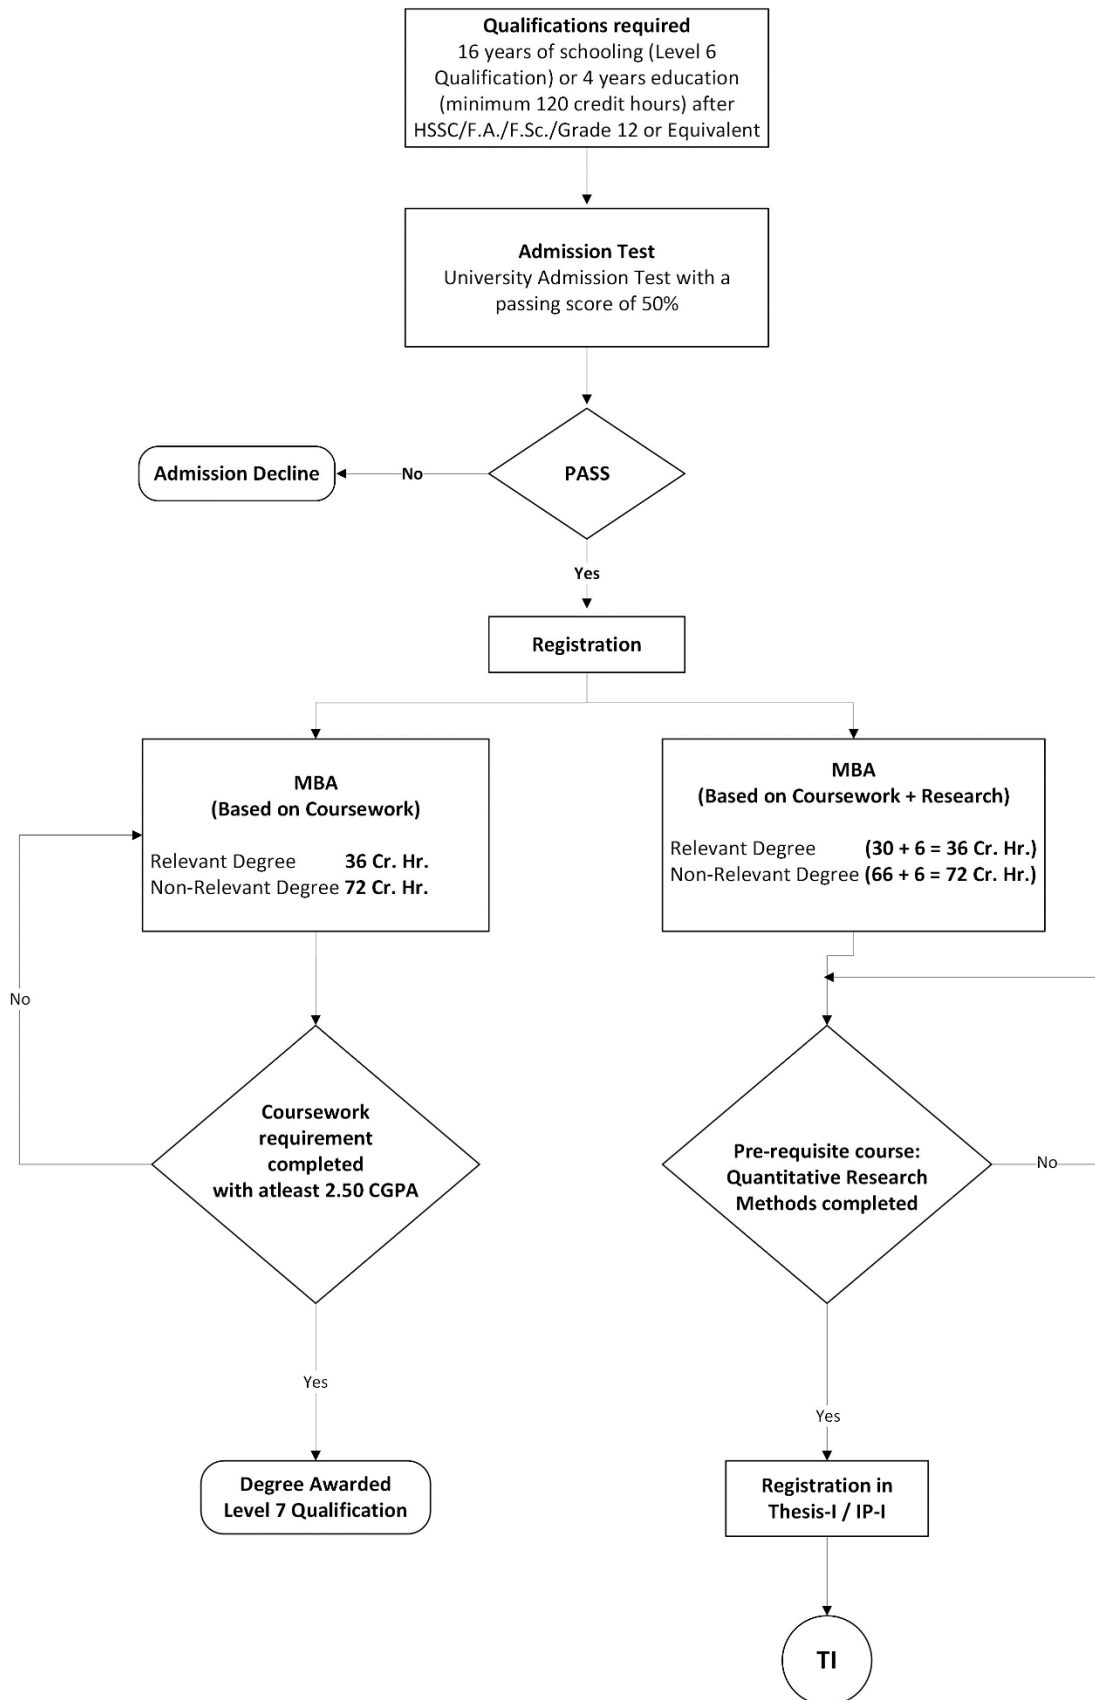 Qualifications required
16 years of schooling (Level 6
Qualification) or 4 years education
(minimum 120 credit hours) after
HSSC/F.A./F.Sc./Grade 12 or Equivalent
Admission Test
University Admission Test with a
passing score of 50%
PASS
No
Admission Decline
Yes
Registration
MBA
(Based on Coursework)
Relevant Degree 36 Cr. Hr.
Non-Relevant Degree 72 Cr. Hr.
MBA
(Based on Coursework + Research)
Relevant Degree (30 + 6 = 36 Cr. Hr.)
Non-Relevant Degree (66 + 6 = 72 Cr. Hr.)
No
Coursework
requirement
completed
with atleast 2.50 CGPA
Pre-requisite course:
Quantitative Research
Methods completed
No
Yes
Yes
Degree Awarded
Level 7 Qualification
Registration in
Thesis-I / IP-I
TI